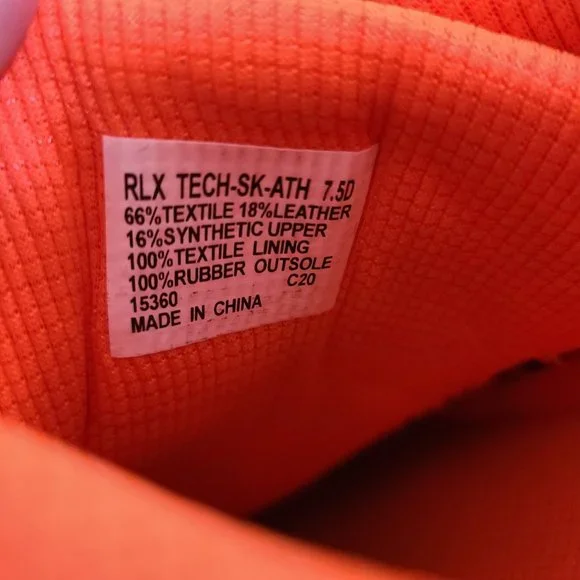 RLX TECH-SK-ATH 7.5D
66%TEXTILE 18%LEATHER
16%SYNTHETIC UPPER
100%TEXTILE LINING
100%RUBBER OUTSOLE
15360 C20
MADE IN CHINA